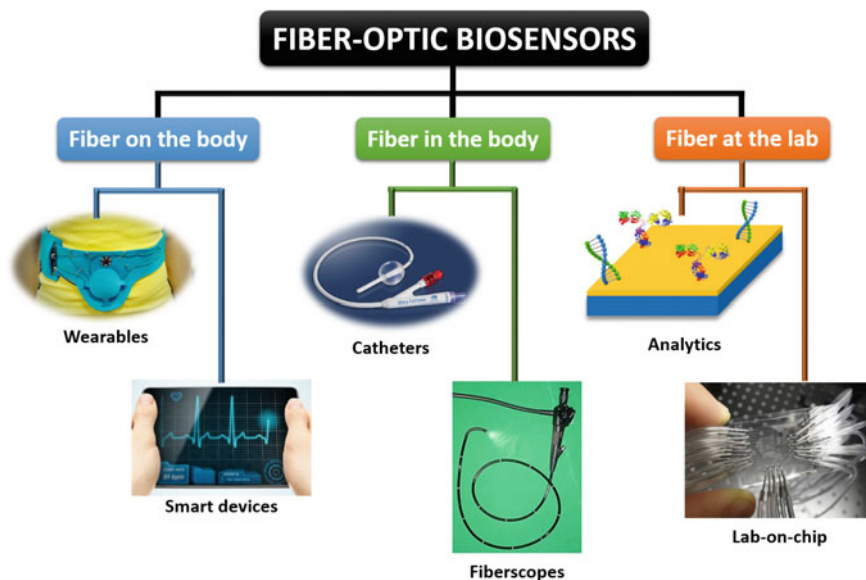 FIBER-OPTIC BIOSENSORS
Fiber on the body
Fiber in the body
Fiber at the lab
Wearables
Catheters
Analytics
Smart devices
Fiberscopes
Lab-on-chip